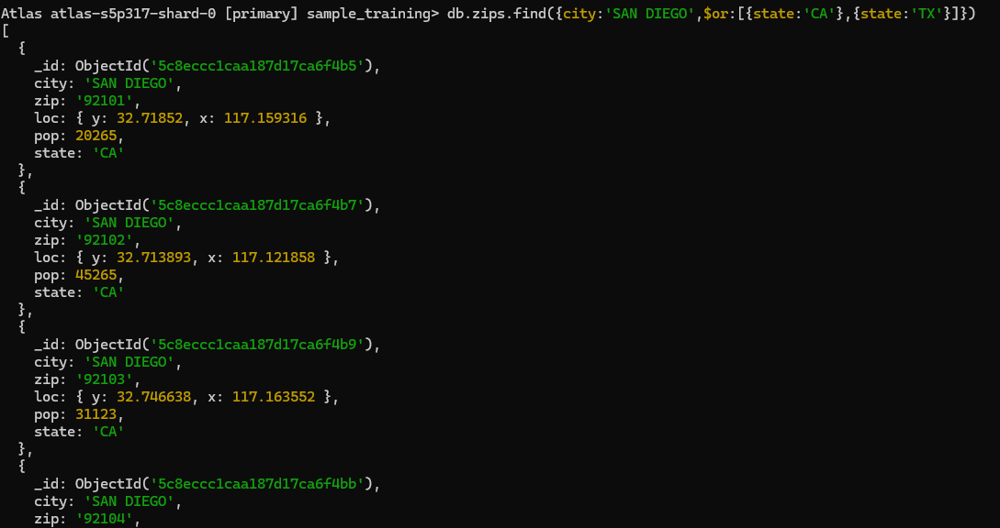 Atlas atlas-s5p317-shard-0 [primary] sample_training> db.zips.find({city:'SAN DIEGO',$or:[{state:'CA'},{state:'TX'}]})
[
  {
    _id: ObjectId('5c8eccc1caa187d17ca6f4b5'),
    city: 'SAN DIEGO',
    zip: '92101',
    loc: { y: 32.71852, x: 117.159316 },
    pop: 20265,
    state: 'CA'
  },
  {
    _id: ObjectId('5c8eccc1caa187d17ca6f4b7'),
    city: 'SAN DIEGO',
    zip: '92102',
    loc: { y: 32.713893, x: 117.121858 },
    pop: 45265,
    state: 'CA'
  },
  {
    _id: ObjectId('5c8eccc1caa187d17ca6f4b9'),
    city: 'SAN DIEGO',
    zip: '92103',
    loc: { y: 32.746638, x: 117.163552 },
    pop: 31123,
    state: 'CA'
  },
  {
    _id: ObjectId('5c8eccc1caa187d17ca6f4bb'),
    city: 'SAN DIEGO',
    zip: '92104',